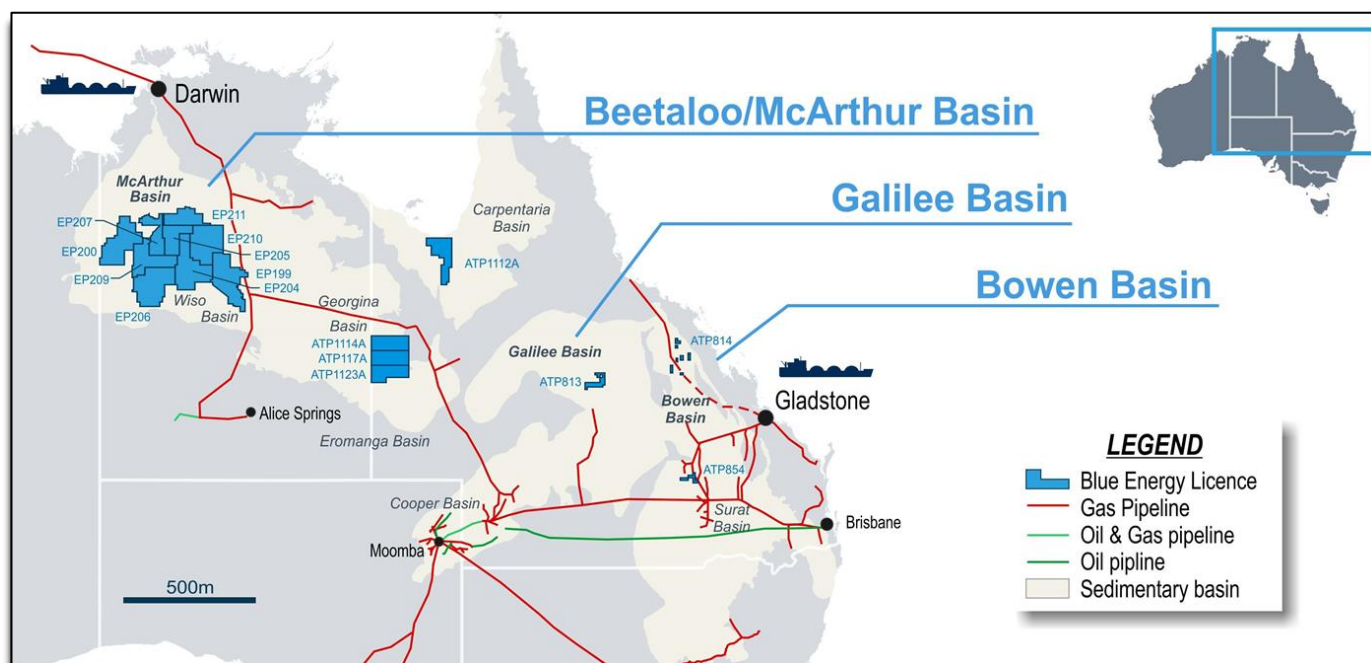 Darwin
Beetaloo/McArthur Basin
McArthur
Basin
Carpentaria
Basin
Galilee Basin
EP207
EP211
EP210
EP200
EP205
ATP1112A
EP209
EP199
EP204
Bowen Basin
Wiso
Basin
EP206
Georgina
Basin
ATP1114A
ATP117A
ATP1123A
Galilee Basin
ATP813
ATP814
Bowen
Basin
Gladstone
Alice Springs
Eromanga Basin
ATP854
Cooper Basin
Surat
Basin
Brisbane
Moomba
500m
LEGEND
Blue Energy Licence
Gas Pipeline
Oil & Gas pipeline
Oil pipline
Sedimentary basin